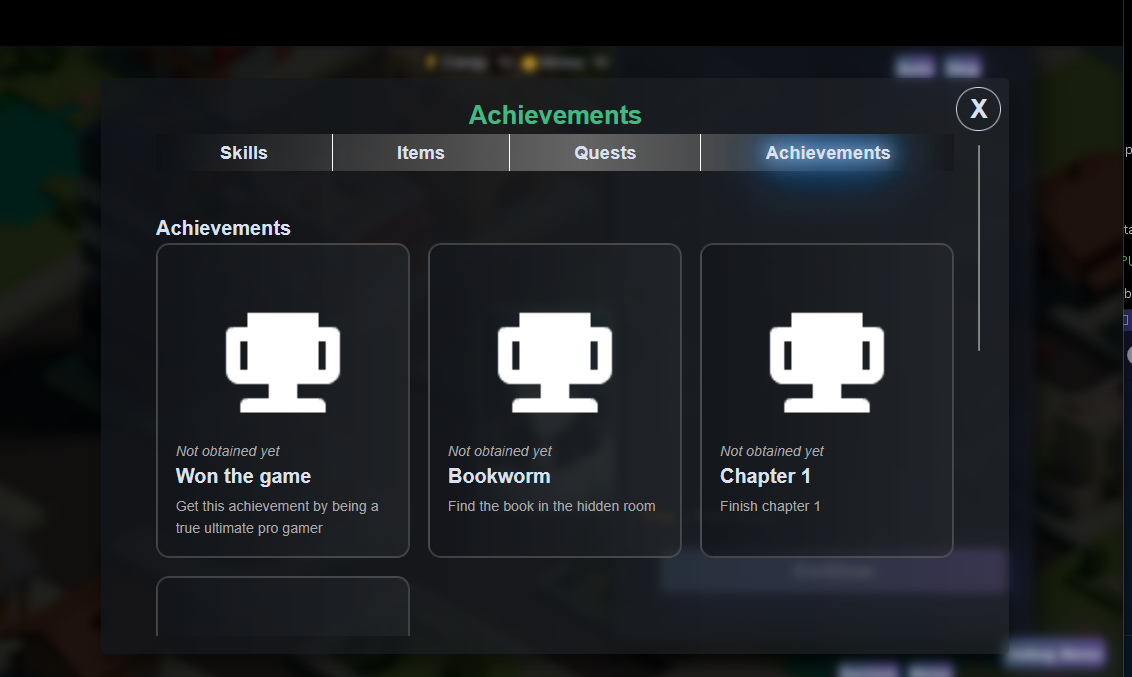 Achievements
X
Skills
Items
Quests
Achievements
Achievements
Not obtained yet
Won the game
Get this achievement by being a
true ultimate pro gamer
Not obtained yet
Bookworm
Find the book in the hidden room
Not obtained yet
Chapter 1
Finish chapter 1